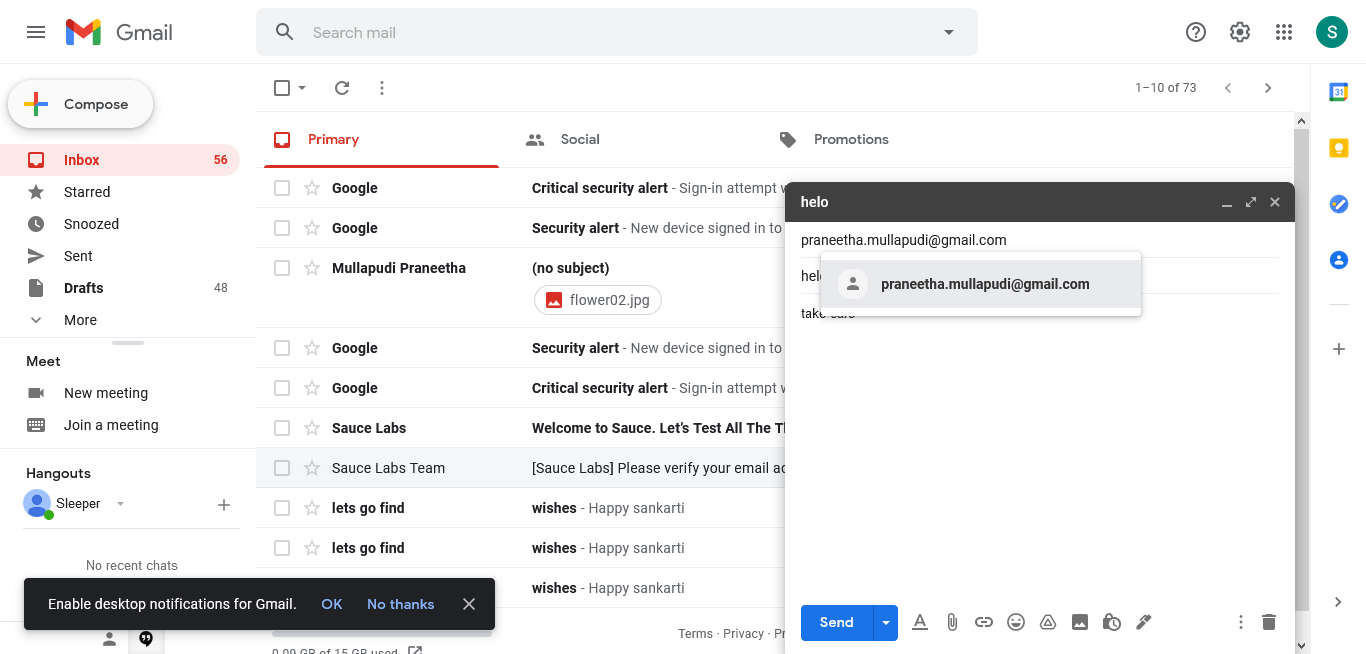 Gmail
Search mail
S
Compose
1–10 of 73
31
Primary
Social
Promotions
Inbox 56
Starred
Snoozed
Sent
Drafts 48
More
Google Critical security alert - Sign-in attempt
Google Security alert - New device signed in to
Mullapudi Praneetha (no subject)
flower02.jpg
Google Security alert - New device signed in to
Google Critical security alert - Sign-in attempt
Sauce Labs Welcome to Sauce. Let's Test All The
Sauce Labs Team [Sauce Labs] Please verify your email
lets go find wishes - Happy sankarti
lets go find wishes - Happy sankarti
wishes - Happy sankarti
Meet
New meeting
Join a meeting
Hangouts
Sleeper
No recent chats
Enable desktop notifications for Gmail. OK No thanks
Terms · Privacy ·
0.09 GB of 15 GB used
helo
praneetha.mullapudi@gmail.com
praneetha.mullapudi@gmail.com
take care
Send